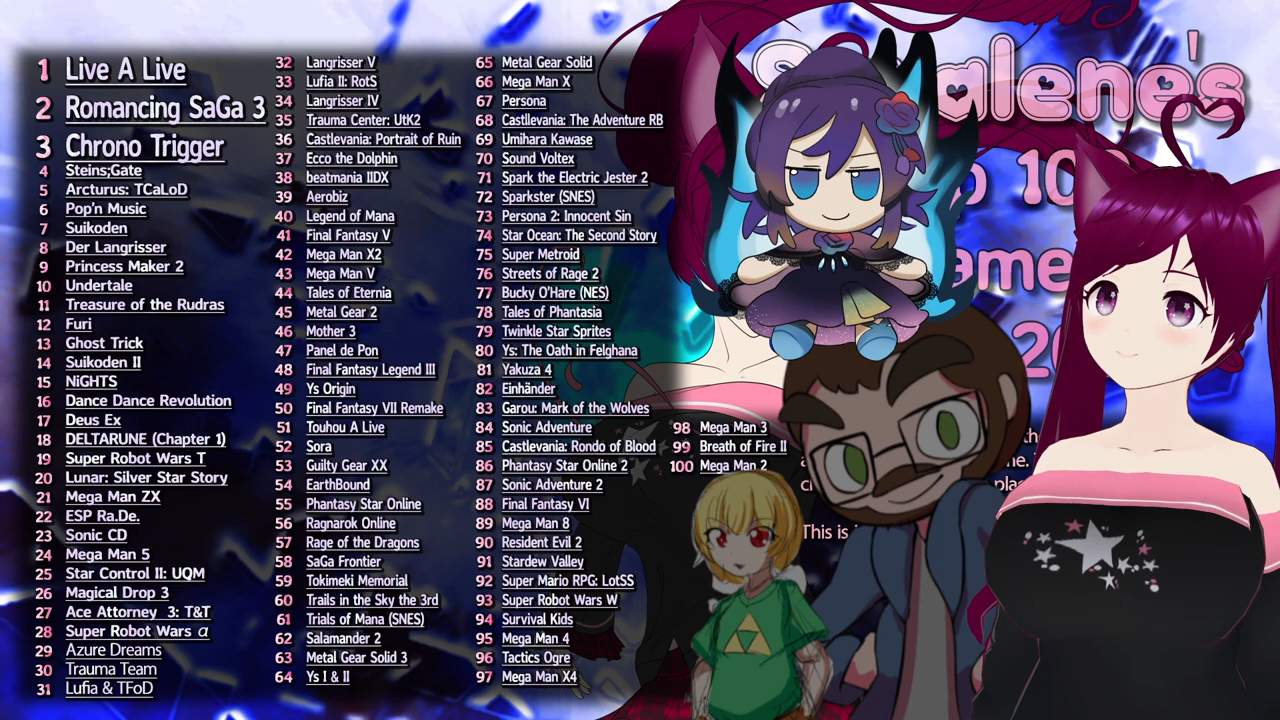 1 Live A Live
2 Romancing SaGa 3
3 Chrono Trigger
4 Steins;Gate
5 Arcturus: TCaLoD
6 Pop'n Music
7 Suikoden
8 Der Langrisser
9 Princess Maker 2
10 Undertale
11 Treasure of the Rudras
12 Furi
13 Ghost Trick
14 Suikoden II
15 NiGHTS
16 Dance Dance Revolution
17 Deus Ex
18 DELTARUNE (Chapter 1)
19 Super Robot Wars T
20 Lunar: Silver Star Story
21 Mega Man ZX
22 ESP Ra.De.
23 Sonic CD
24 Mega Man 5
25 Star Control II: UQM
26 Magical Drop 3
27 Ace Attorney 3: T&T
28 Super Robot Wars α
29 Azure Dreams
30 Trauma Team
31 Lufia & TFoD
32 Langrisser V
33 Lufia II: RotS
34 Langrisser IV
35 Trauma Center: UtK2
36 Castlevania: Portrait of Ruin
37 Ecco the Dolphin
38 beatmania IIDX
39 Aerobiz
40 Legend of Mana
41 Final Fantasy V
42 Mega Man X2
43 Mega Man V
44 Tales of Eternia
45 Metal Gear 2
46 Mother 3
47 Panel de Pon
48 Final Fantasy Legend III
49 Ys Origin
50 Final Fantasy VII Remake
51 Touhou A Live
52 Sora
53 Guilty Gear XX
54 EarthBound
55 Phantasy Star Online
56 Ragnarok Online
57 Rage of the Dragons
58 SaGa Frontier
59 Tokimeki Memorial
60 Trails in the Sky the 3rd
61 Trials of Mana (SNES)
62 Salamander 2
63 Metal Gear Solid 3
64 Ys I & II
65 Metal Gear Solid
66 Mega Man X
67 Persona
68 Castllevania: The Adventure RB
69 Umihara Kawase
70 Sound Voltex
71 Spark the Electric Jester 2
72 Sparkster (SNES)
73 Persona 2: Innocent Sin
74 Star Ocean: The Second Story
75 Super Metroid
76 Streets of Rage 2
77 Bucky O'Hare (NES)
78 Tales of Phantasia
79 Twinkle Star Sprites
80 Ys: The Oath in Felghana
81 Yakuza 4
82 Einhänder
83 Garou: Mark of the Wolves
84 Sonic Adventure
85 Castlevania: Rondo of Blood
86 Phantasy Star Online 2
87 Sonic Adventure 2
88 Final Fantasy VI
89 Mega Man 8
90 Resident Evil 2
91 Stardew Valley
92 Super Mario RPG: LotSS
93 Super Robot Wars W
94 Survival Kids
95 Mega Man 4
96 Tactics Ogre
97 Mega Man X4
98 Mega Man 3
99 Breath of Fire II
100 Mega Man 2
This is